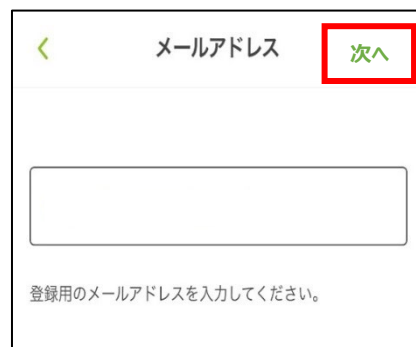 メールアドレス
次へ
登録用のメールアドレスを入力してください。